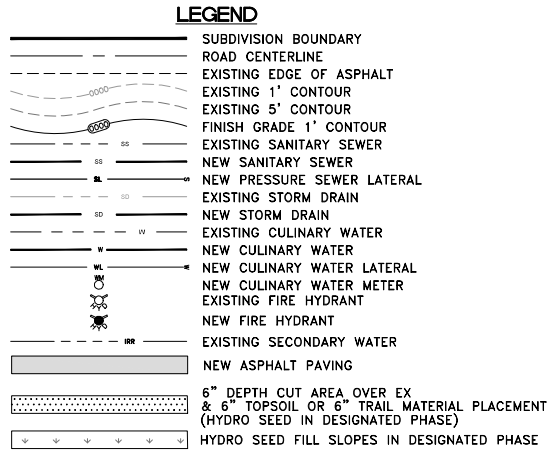 LEGEND
SUBDIVISION BOUNDARY
ROAD CENTERLINE
EXISTING EDGE OF ASPHALT
0000 EXISTING 1' CONTOUR
EXISTING 5' CONTOUR
0000 FINISH GRADE 1' CONTOUR
SS EXISTING SANITARY SEWER
SS NEW SANITARY SEWER
SL S NEW PRESSURE SEWER LATERAL
SD EXISTING STORM DRAIN
SD NEW STORM DRAIN
W EXISTING CULINARY WATER
W NEW CULINARY WATER
WL W NEW CULINARY WATER LATERAL
WM NEW CULINARY WATER METER
EXISTING FIRE HYDRANT
NEW FIRE HYDRANT
IRR EXISTING SECONDARY WATER
NEW ASPHALT PAVING
6" DEPTH CUT AREA OVER EX
& 6" TOPSOIL OR 6" TRAIL MATERIAL PLACEMENT
(HYDRO SEED IN DESIGNATED PHASE)
HYDRO SEED FILL SLOPES IN DESIGNATED PHASE